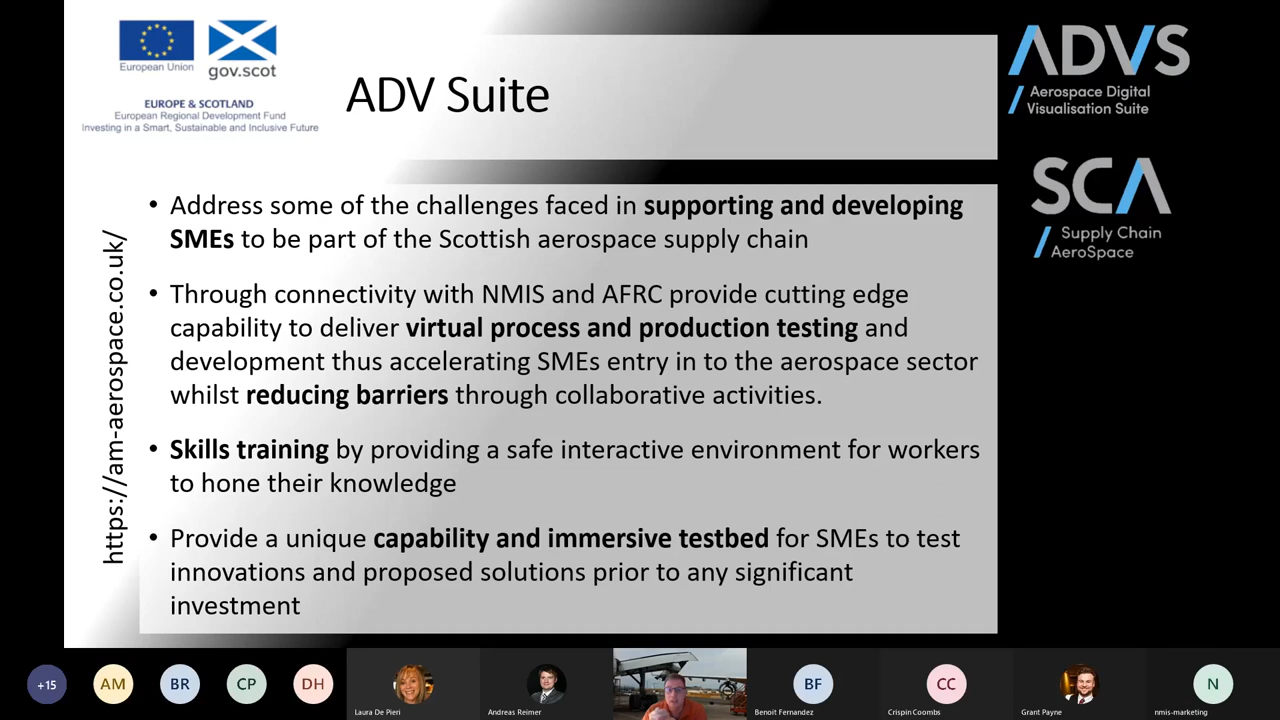 European Union
gov.scot
EUROPE & SCOTLAND
European Regional Development Fund
Investing in a Smart, Sustainable and Inclusive Future
ADV Suite
ADVS
Aerospace Digital
Visualisation Suite
SCA
Supply Chain
AeroSpace
https://am-aerospace.co.uk/
• Address some of the challenges faced in supporting and developing
SMEs to be part of the Scottish aerospace supply chain
• Through connectivity with NMIS and AFRC provide cutting edge
capability to deliver virtual process and production testing and
development thus accelerating SMEs entry in to the aerospace sector
whilst reducing barriers through collaborative activities.
• Skills training by providing a safe interactive environment for workers
to hone their knowledge
• Provide a unique capability and immersive testbed for SMEs to test
innovations and proposed solutions prior to any significant
investment
+15
AM
BR
CP
DH
Laura De Pieri
Andreas Reimer
BF
Benoit Fernandez
CC
Crispin Coombs
Grant Payne
N
nmis-marketing